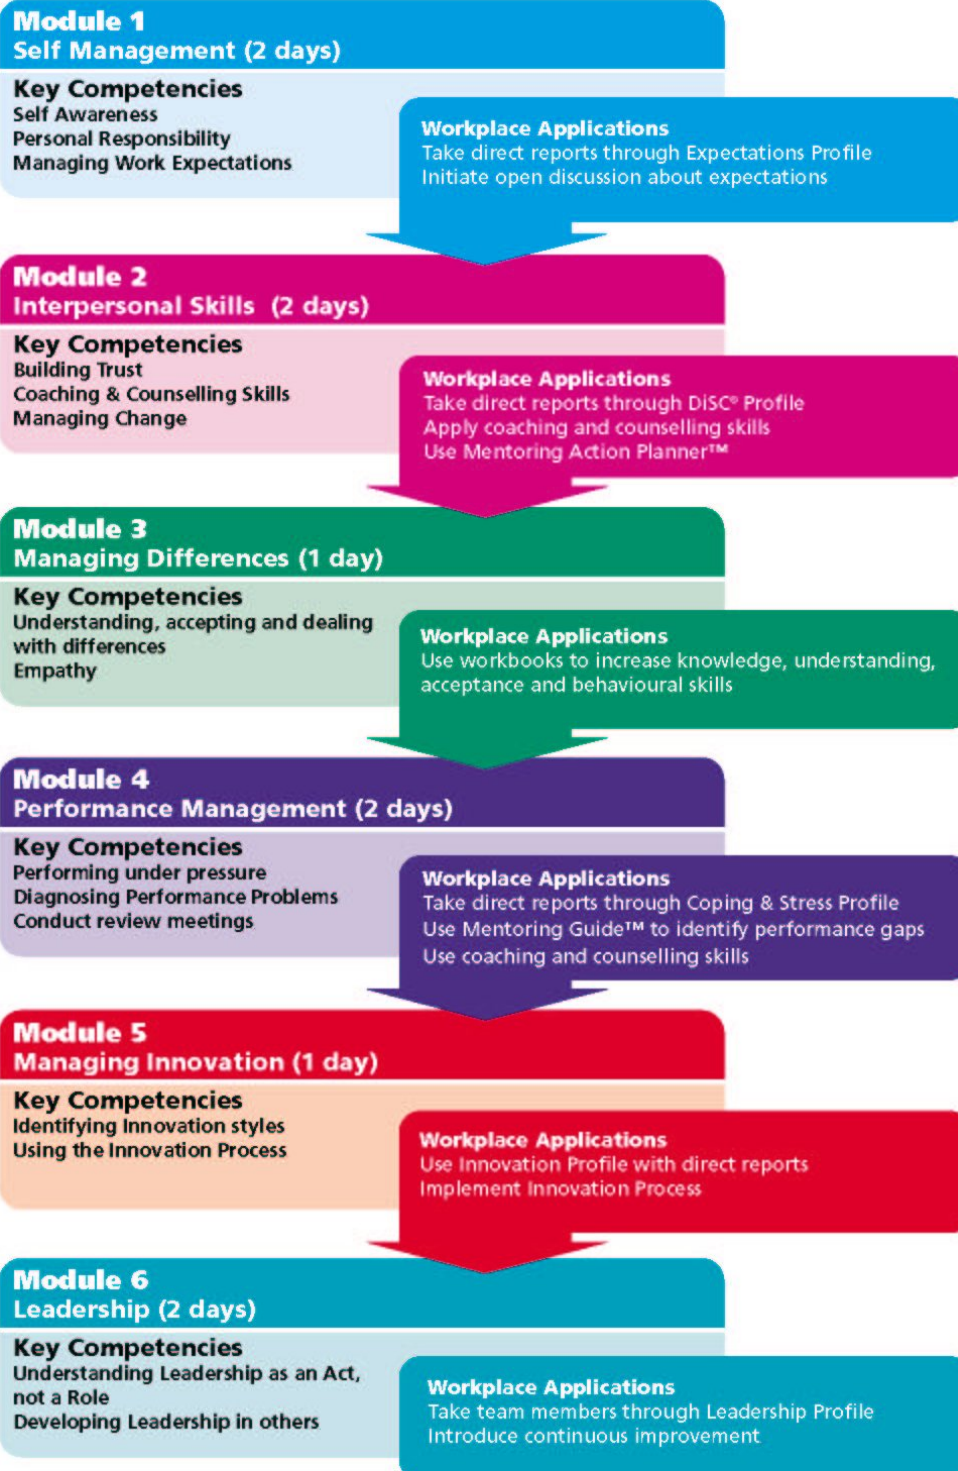 Module 1
Self Management (2 days)
Key Competencies
Self Awareness
Personal Responsibility
Managing Work Expectations
Workplace Applications
Take direct reports through Expectations Profile
Initiate open discussion about expectations
Module 2
Interpersonal Skills (2 days)
Key Competencies
Building Trust
Coaching & Counselling Skills
Managing Change
Workplace Applications
Take direct reports through DiSC® Profile
Apply coaching and counselling skills
Use Mentoring Action Planner™
Module 3
Managing Differences (1 day)
Key Competencies
Understanding, accepting and dealing
with differences
Empathy
Workplace Applications
Use workbooks to increase knowledge, understanding,
acceptance and behavioural skills
Module 4
Performance Management (2 days)
Key Competencies
Performing under pressure
Diagnosing Performance Problems
Conduct review meetings
Workplace Applications
Take direct reports through Coping & Stress Profile
Use Mentoring Guide™ to identify performance gaps
Use coaching and counselling skills
Module 5
Managing Innovation (1 day)
Key Competencies
Identifying Innovation styles
Using the Innovation Process
Workplace Applications
Use Innovation Profile with direct reports
Implement Innovation Process
Module 6
Leadership (2 days)
Key Competencies
Understanding Leadership as an Act,
not a Role
Developing Leadership in others
Workplace Applications
Take team members through Leadership Profile
Introduce continuous improvement